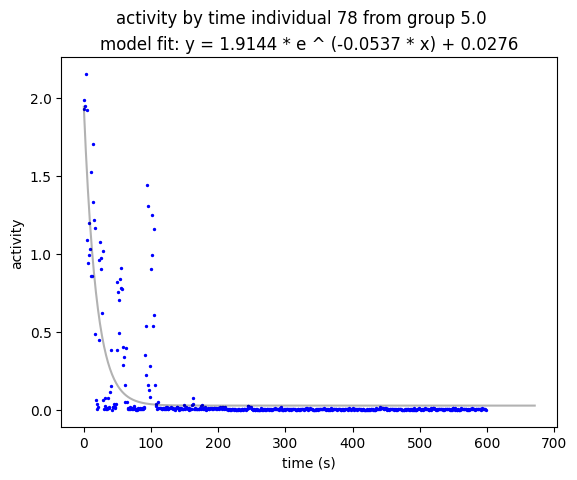 activity by time individual 78 from group 5.0
model fit: y = 1.9144 * e ^ (-0.0537 * x) + 0.0276
2.0
1.5
1.0
0.5
0.0
activity
0 100 200 300 400 500 600 700
time (s)